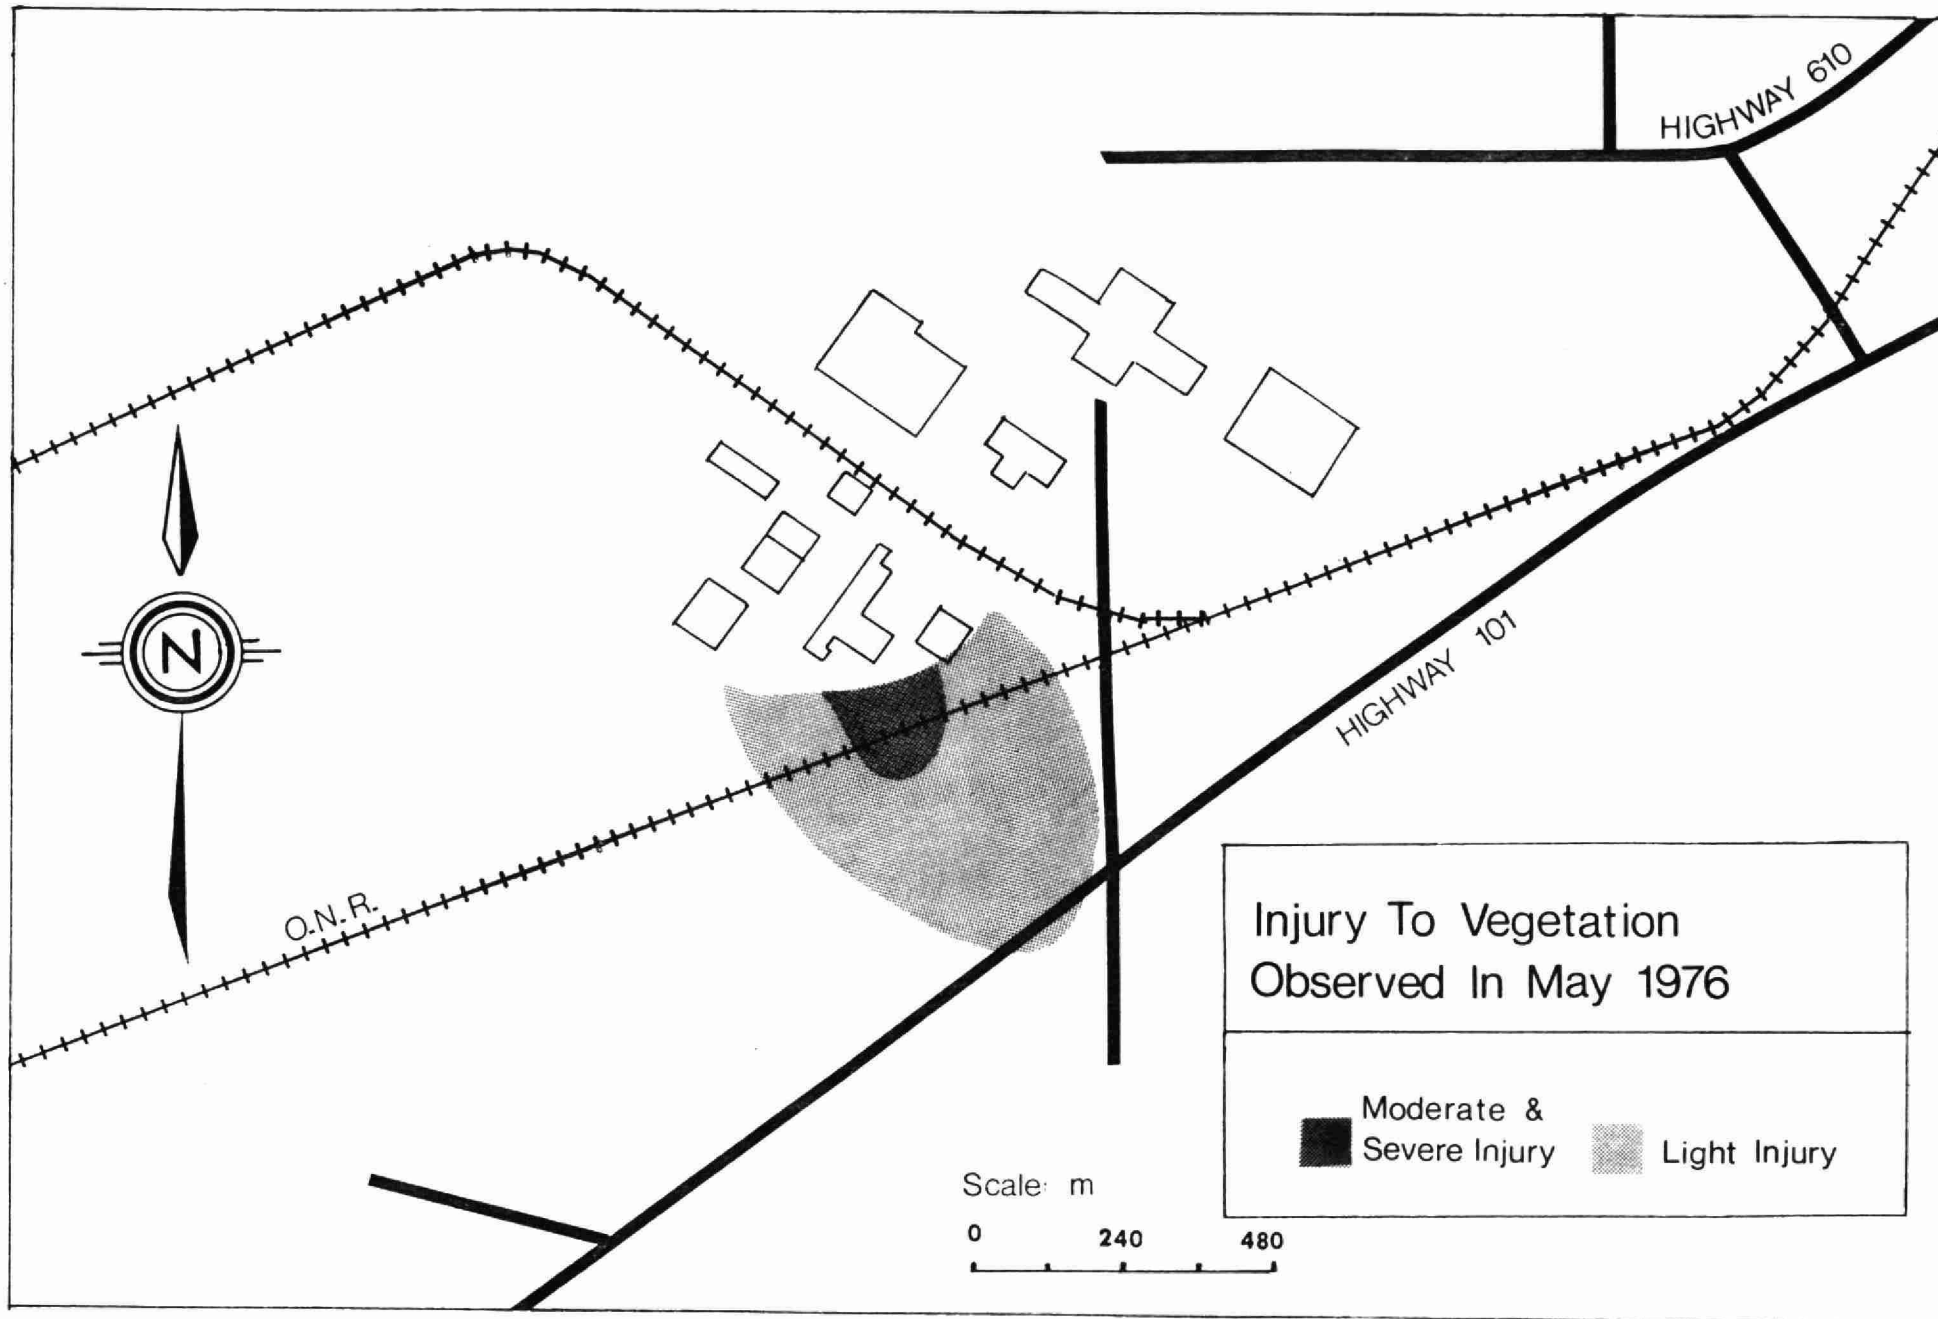 HIGHWAY 610
N
HIGHWAY 101
O.N.R.
Injury To Vegetation
Observed In May 1976
Moderate &
Severe Injury
Light Injury
Scale: m
0 240 480